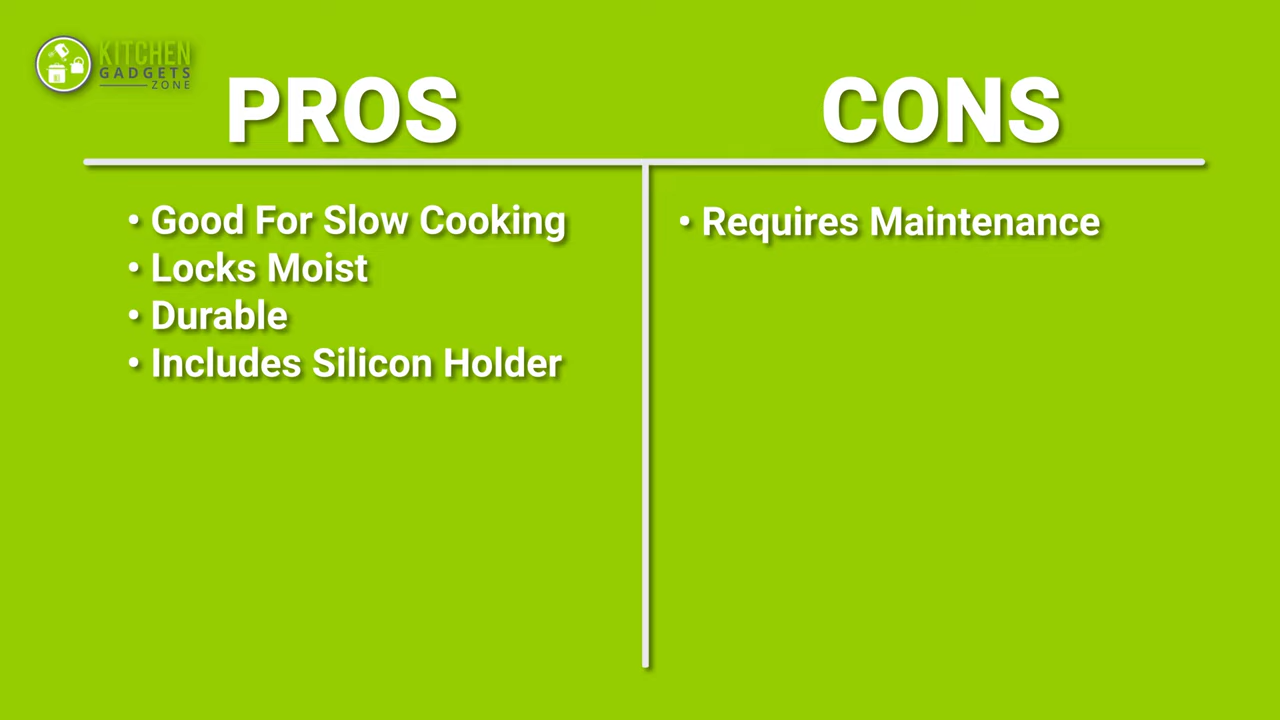 KITCHEN
GADGETS
ZONE
PROS
CONS
• Good For Slow Cooking
• Locks Moist
• Durable
• Includes Silicon Holder
• Requires Maintenance